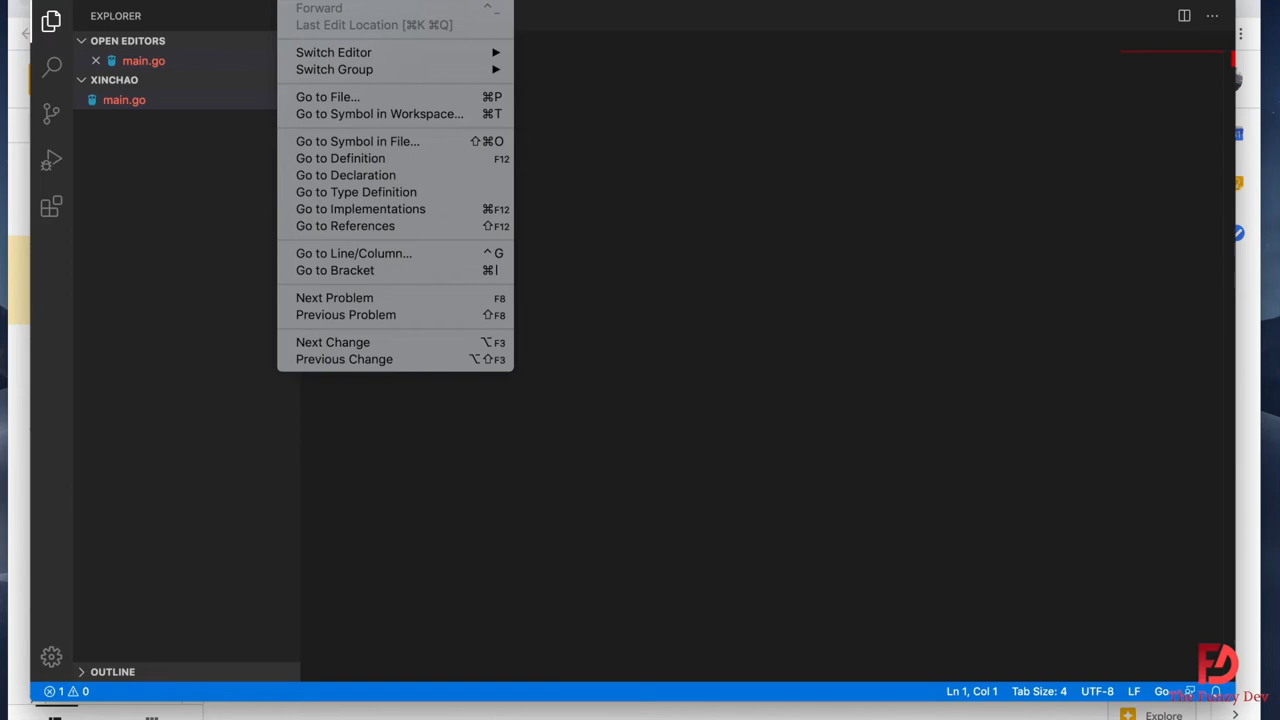 EXPLORER
OPEN EDITORS
main.go
XINCHAO
main.go
OUTLINE
Forward ^_
Last Edit Location [⌘K ⌘Q]
Switch Editor
Switch Group
Go to File... ⌘P
Go to Symbol in Workspace... ⌘T
Go to Symbol in File... ⇧⌘O
Go to Definition F12
Go to Declaration
Go to Type Definition
Go to Implementations ⌘F12
Go to References ⇧F12
Go to Line/Column... ^G
Go to Bracket ⌘\
Next Problem F8
Previous Problem ⇧F8
Next Change ⌥F3
Previous Change ⌥⇧F3
1 0
Ln 1, Col 1 Tab Size: 4 UTF-8 LF Go
The Funzy Dev
Explore